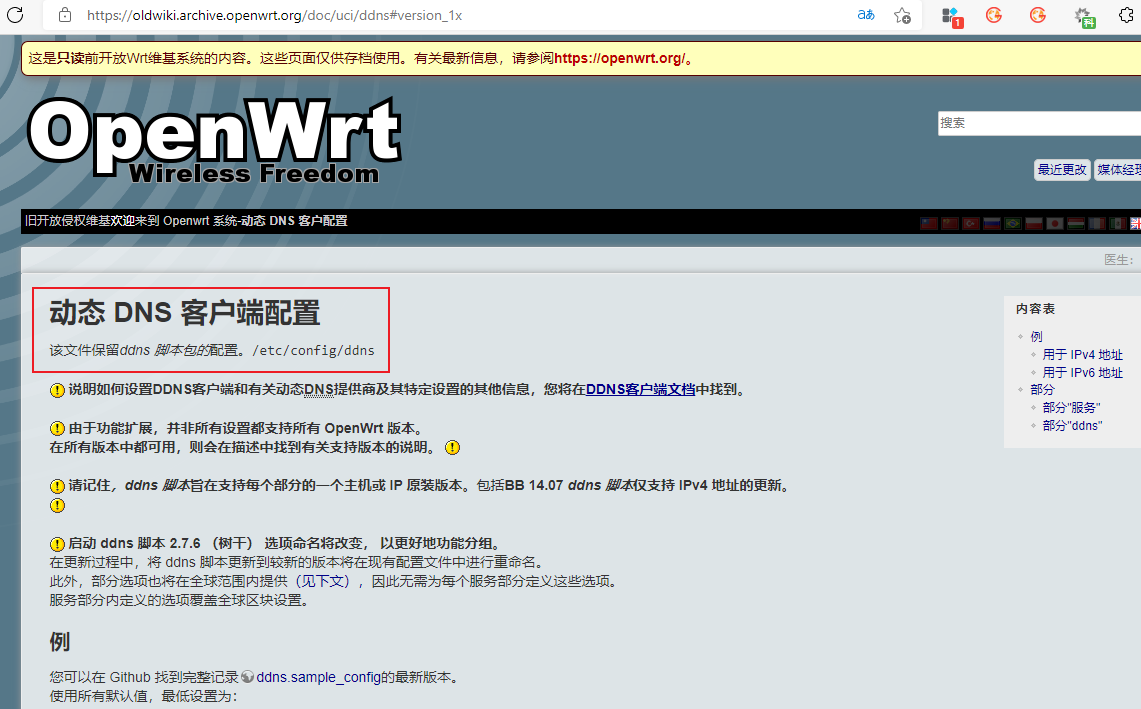 https://oldwiki.archive.openwrt.org/doc/uci/ddns#version_1x
aあ
1
科
这是只读前开放Wrt维基系统的内容。这些页面仅供存档使用。有关最新信息，请参阅https://openwrt.org/。
OpenWrt
Wireless Freedom
搜索
最近更改 媒体经理
旧开放侵权维基欢迎来到 Openwrt 系统-动态 DNS 客户配置
医生：
动态 DNS 客户端配置
该文件保留ddns 脚本包的配置。/etc/config/ddns
说明如何设置DDNS客户端和有关动态DNS提供商及其特定设置的其他信息，您将在DDNS客户端文档中找到。
由于功能扩展，并非所有设置都支持所有 OpenWrt 版本。
在所有版本中都可用，则会在描述中找到有关支持版本的说明。
请记住，ddns 脚本旨在支持每个部分的一个主机或 IP 原装版本。包括BB 14.07 ddns 脚本仅支持 IPv4 地址的更新。
启动 ddns 脚本 2.7.6 （树干） 选项命名将改变， 以更好地功能分组。
在更新过程中，将 ddns 脚本更新到较新的版本将在现有配置文件中进行重命名。
此外，部分选项也将在全球范围内提供（见下文），因此无需为每个服务部分定义这些选项。
服务部分内定义的选项覆盖全球区块设置。
例
您可以在 Github 找到完整记录ddns.sample_config的最新版本。
使用所有默认值，最低设置为：
内容表
例
用于 IPv4 地址
用于 IPv6 地址
部分
部分"服务"
部分"ddns"